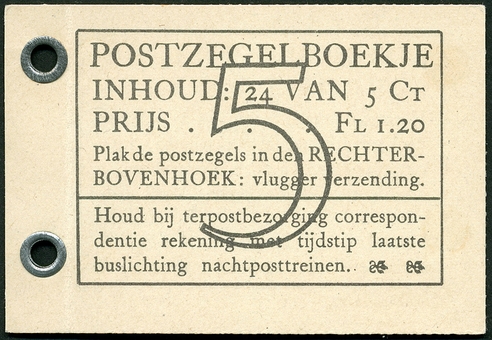 POSTZEGELBOEKJE
INHOUD: 24 VAN 5 CT
PRIJS . . . FL 1.20
Plak de postzegels in den RECHTER-
BOVENHOEK: vlugger verzending.
Houd bij terpostbezorging correspon-
dentie rekening met tijdstip laatste
buslichting nachtposttreinen.
5